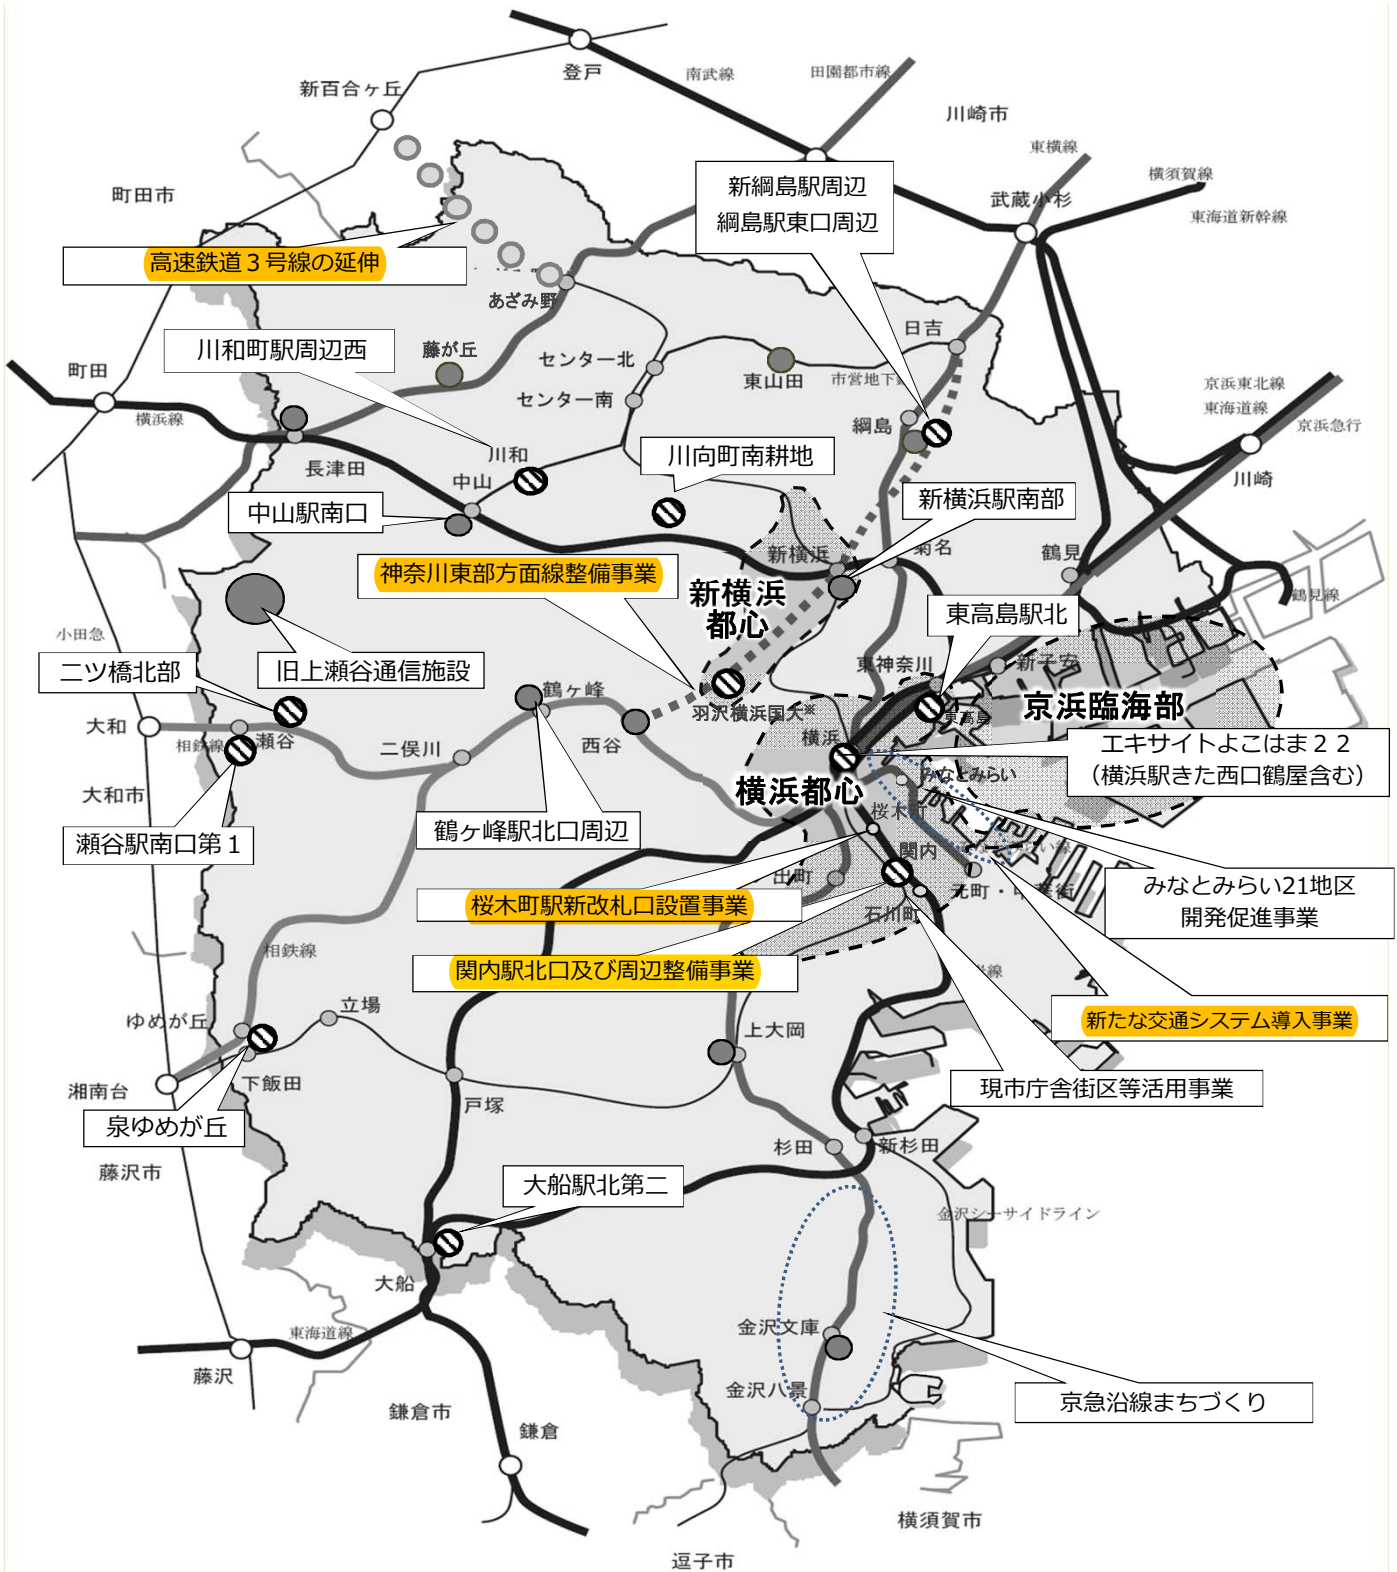 登戸
南武線
田園都市線
新百合ヶ丘
川崎市
東横線
横須賀線
新綱島駅周辺
綱島駅東口周辺
武蔵小杉
東海道新幹線
町田市
高速鉄道３号線の延伸
あざみ野
日吉
川和町駅周辺西
藤が丘
センター北
東山田
市営地下鉄
町田
横浜線
センター南
京浜東北線
東海道線
京浜急行
綱島
川和
川向町南耕地
長津田
中山
川崎
中山駅南口
新横浜駅南部
新横浜
菊名
鶴見
神奈川東部方面線整備事業
新横浜
都心
鶴見線
東高島駅北
小田急
二ツ橋北部
旧上瀬谷通信施設
東神奈川
新子安
鶴ヶ峰
羽沢横浜国大※
東高島
京浜臨海部
大和
相鉄線
瀬谷
二俣川
西谷
横浜
エキサイトよこはま２２
（横浜駅きた西口鶴屋含む）
みなとみらい
横浜都心
大和市
桜木町
瀬谷駅南口第１
鶴ヶ峰駅北口周辺
関内
出町
元町・中華街
みなとみらい21地区
開発促進事業
桜木町駅新改札口設置事業
石川町
相鉄線
関内駅北口及び周辺整備事業
立場
ゆめが丘
上大岡
新たな交通システム導入事業
下飯田
湘南台
戸塚
現市庁舎街区等活用事業
泉ゆめが丘
杉田
新杉田
藤沢市
大船駅北第二
金沢シーサイドライン
大船
東海道線
金沢文庫
藤沢
金沢八景
京急沿線まちづくり
鎌倉市
鎌倉
横須賀市
逗子市